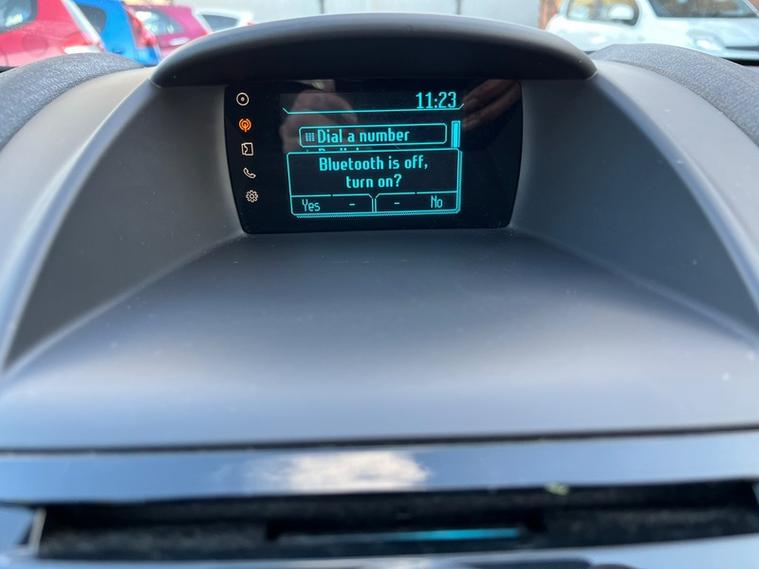 11:23
Dial a number
Bluetooth is off,
turn on?
Yes - - No